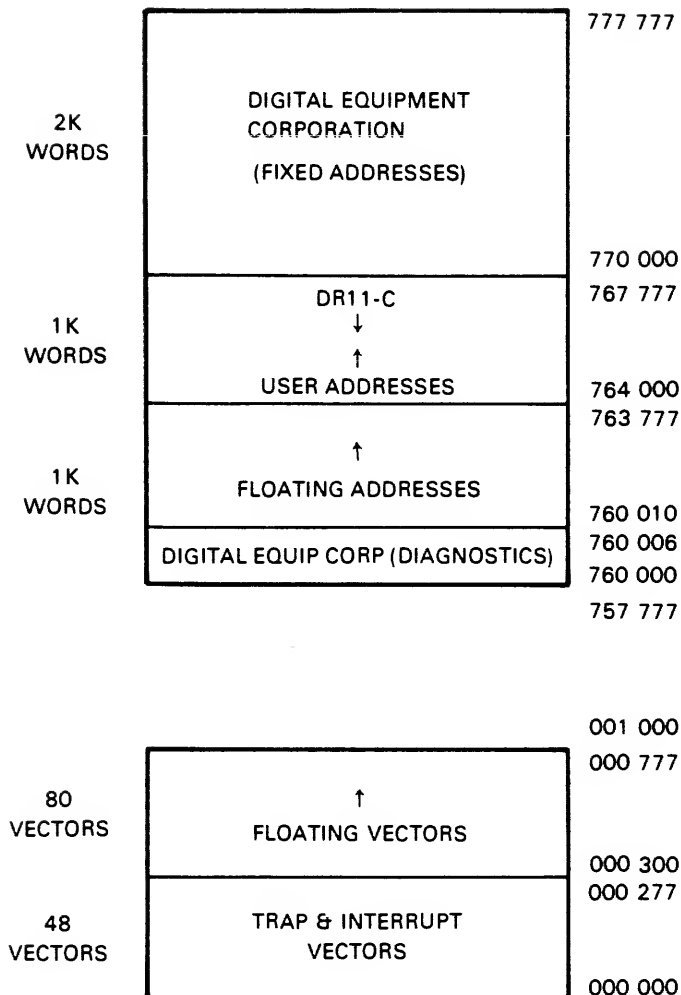 777 777
DIGITAL EQUIPMENT
CORPORATION
(FIXED ADDRESSES)
2K
WORDS
770 000
767 777
DR11-C
↓
↑
USER ADDRESSES
1K
WORDS
764 000
763 777
↑
FLOATING ADDRESSES
1K
WORDS
760 010
760 006
DIGITAL EQUIP CORP (DIAGNOSTICS)
760 000
757 777
001 000
000 777
80
VECTORS
↑
FLOATING VECTORS
000 300
000 277
48
VECTORS
TRAP & INTERRUPT
VECTORS
000 000